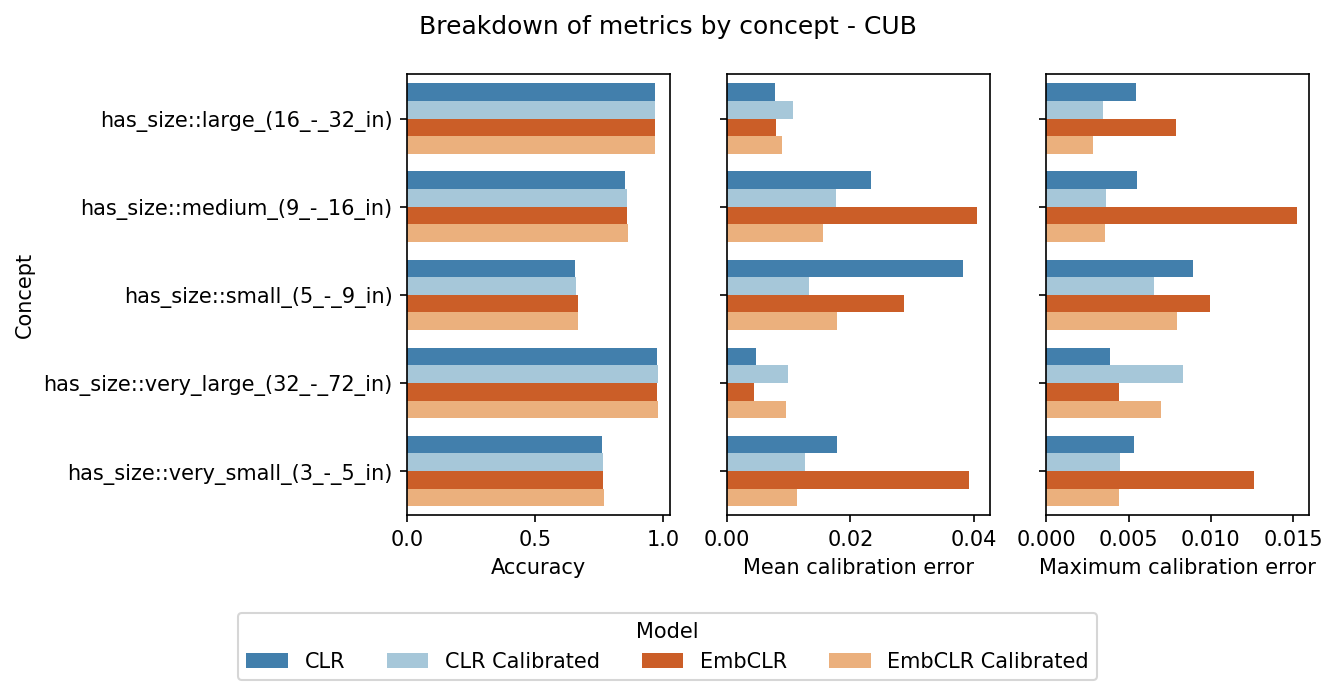 Breakdown of metrics by concept - CUB
Concept
has_size::large_(16_-_32_in)
has_size::medium_(9_-_16_in)
has_size::small_(5_-_9_in)
has_size::very_large_(32_-_72_in)
has_size::very_small_(3_-_5_in)
0.0 0.5 1.0
Accuracy
0.00 0.02 0.04
Mean calibration error
0.000 0.005 0.010 0.015
Maximum calibration error
Model
CLR CLR Calibrated EmbCLR EmbCLR Calibrated